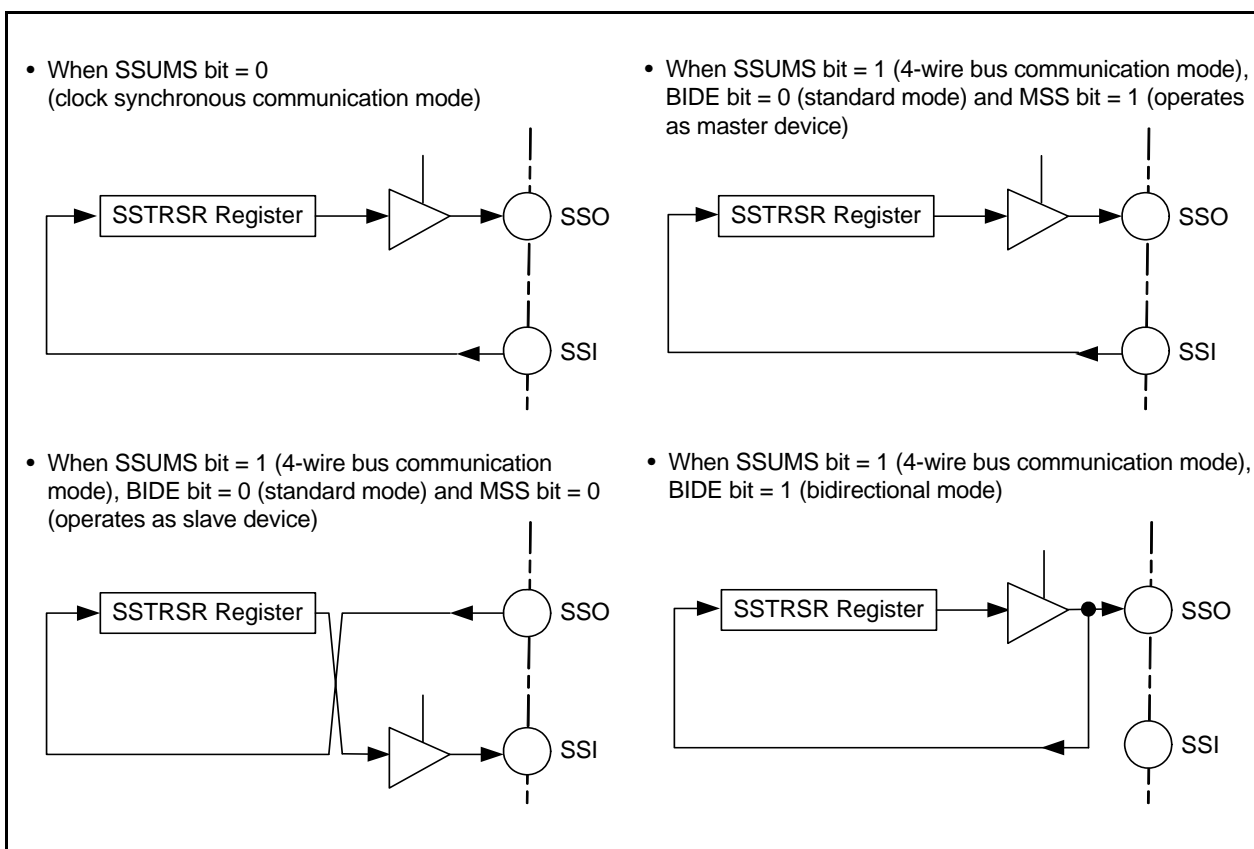 • When SSUMS bit = 0
(clock synchronous communication mode)
SSTRSR Register
SSO
SSI
• When SSUMS bit = 1 (4-wire bus communication mode),
BIDE bit = 0 (standard mode) and MSS bit = 1 (operates
as master device)
SSTRSR Register
SSO
SSI
• When SSUMS bit = 1 (4-wire bus communication
mode), BIDE bit = 0 (standard mode) and MSS bit = 0
(operates as slave device)
SSTRSR Register
SSO
SSI
• When SSUMS bit = 1 (4-wire bus communication mode),
BIDE bit = 1 (bidirectional mode)
SSTRSR Register
SSO
SSI